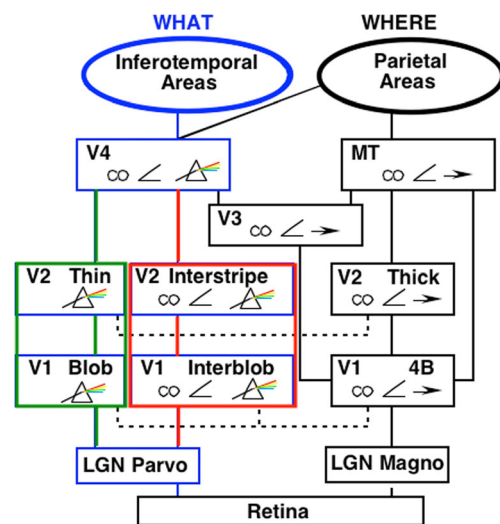 WHAT
WHERE
Inferotemporal
Areas
Parietal
Areas
V4
MT
V3
V2 Thin
V2 Interstripe
V2 Thick
V1 Blob
V1 Interblob
V1 4B
LGN Parvo
LGN Magno
Retina